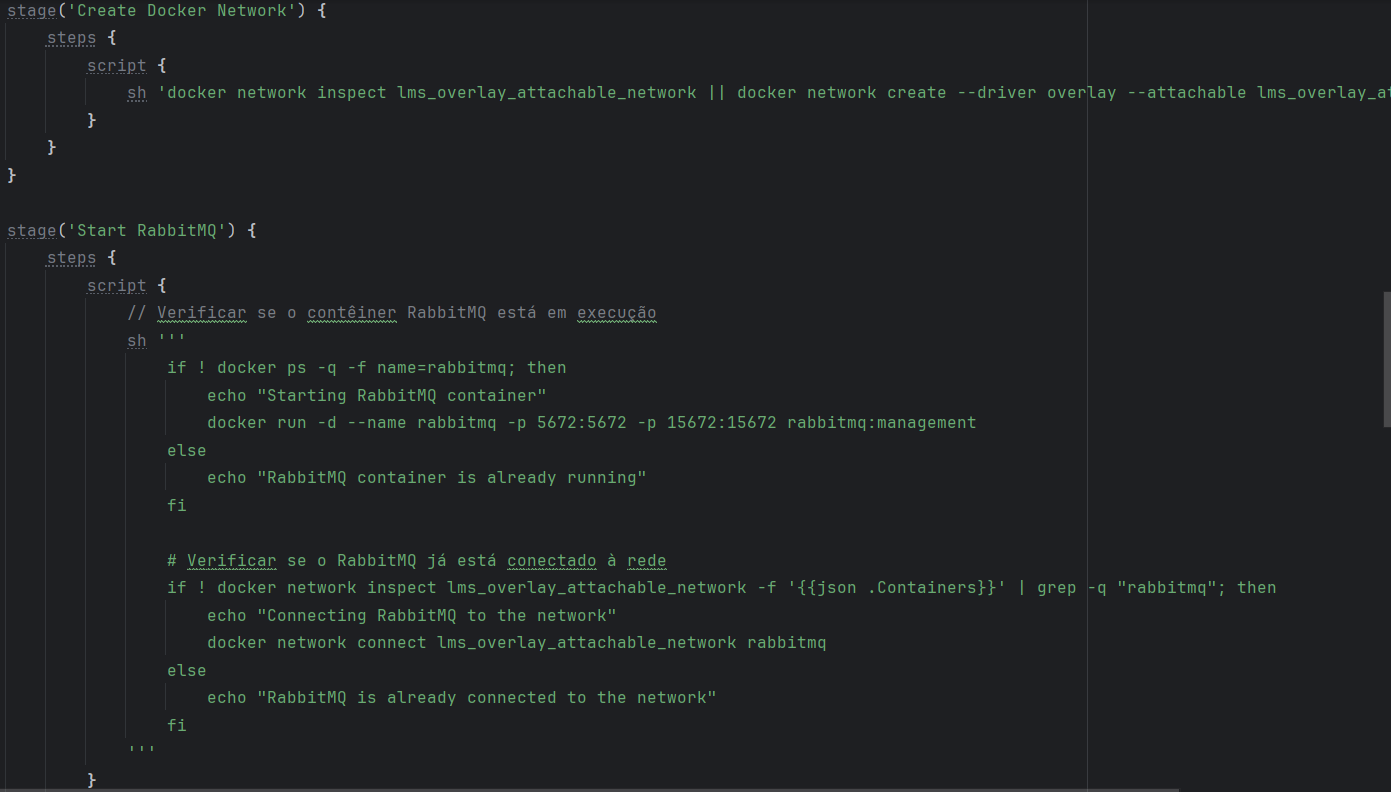 stage('Create Docker Network') {
    steps {
        script {
            sh 'docker network inspect lms_overlay_attachable_network || docker network create --driver overlay --attachable
        }
    }
}

stage('Start RabbitMQ') {
    steps {
        script {
            // Verificar se o contêiner RabbitMQ está em execução
            sh '''
                if ! docker ps -q -f name=rabbitmq; then
                    echo "Starting RabbitMQ container"
                    docker run -d --name rabbitmq -p 5672:5672 -p 15672:15672 rabbitmq:management
                else
                    echo "RabbitMQ container is already running"
                fi

                # Verificar se o RabbitMQ já está conectado à rede
                if ! docker network inspect lms_overlay_attachable_network -f '{{json .Containers}}' | grep -q "rabbitmq"; then
                    echo "Connecting RabbitMQ to the network"
                    docker network connect lms_overlay_attachable_network rabbitmq
                else
                    echo "RabbitMQ is already connected to the network"
                fi
            '''
        }